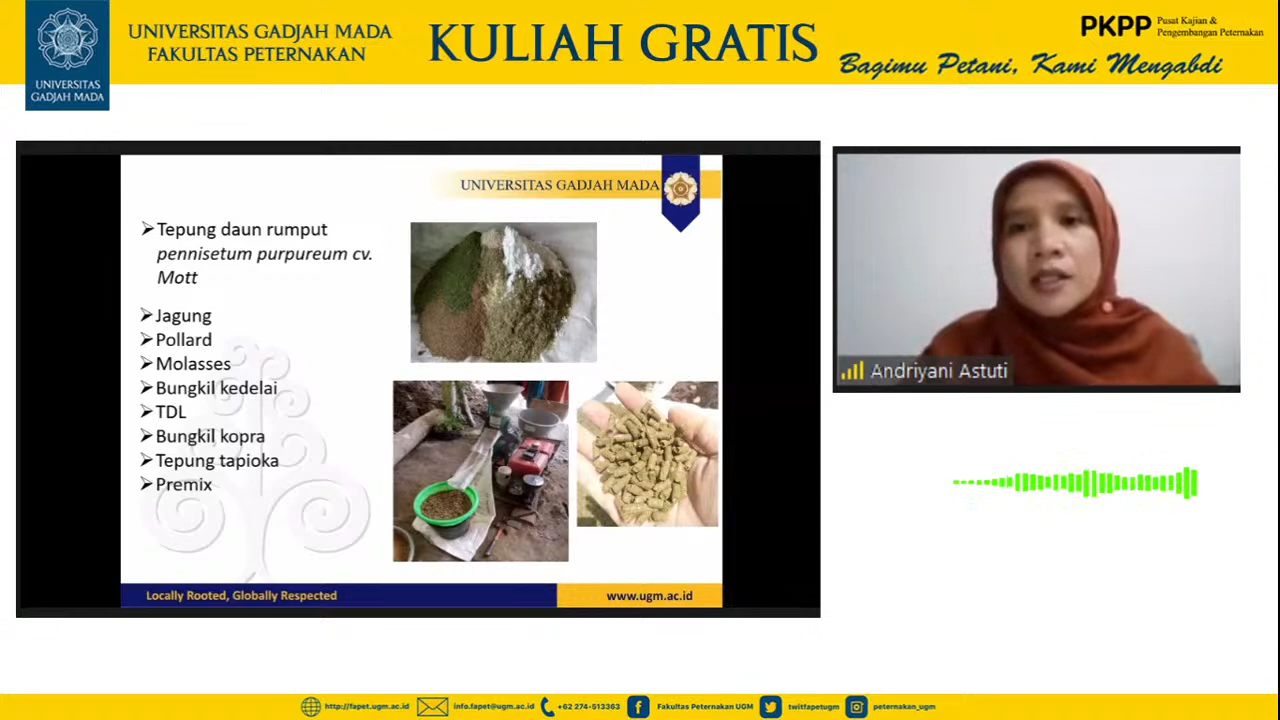 UNIVERSITAS GADJAH MADA
FAKULTAS PETERNAKAN
KULIAH GRATIS
PKPP
Pusat Kajian &
Pengembangan Peternakan
Bagimu Petani, Kami Mengabdi
UNIVERSITAS
GADJAH MADA
UNIVERSITAS GADJAH MADA
Tepung daun rumput
pennisetum purpureum cv.
Mott
Jagung
Pollard
Molasses
Bungkil kedelai
TDL
Bungkil kopra
Tepung tapioka
Premix
Locally Rooted, Globally Respected
www.ugm.ac.id
Andriyani Astuti
http://fapet.ugm.ac.id
info.fapet@ugm.ac.id
+62 274-513363
Fakultas Peternakan UGM
twitfapetugm
peternakan_ugm